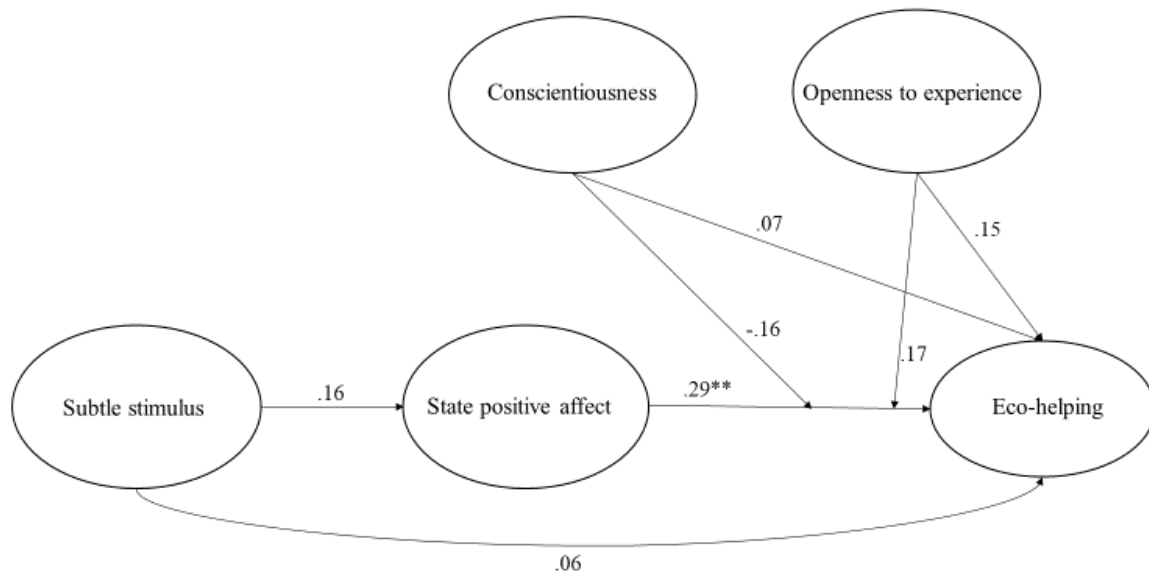 Conscientiousness
Openness to experience
.07
.15
-.16
.17
Subtle stimulus
.16
State positive affect
.29**
Eco-helping
.06